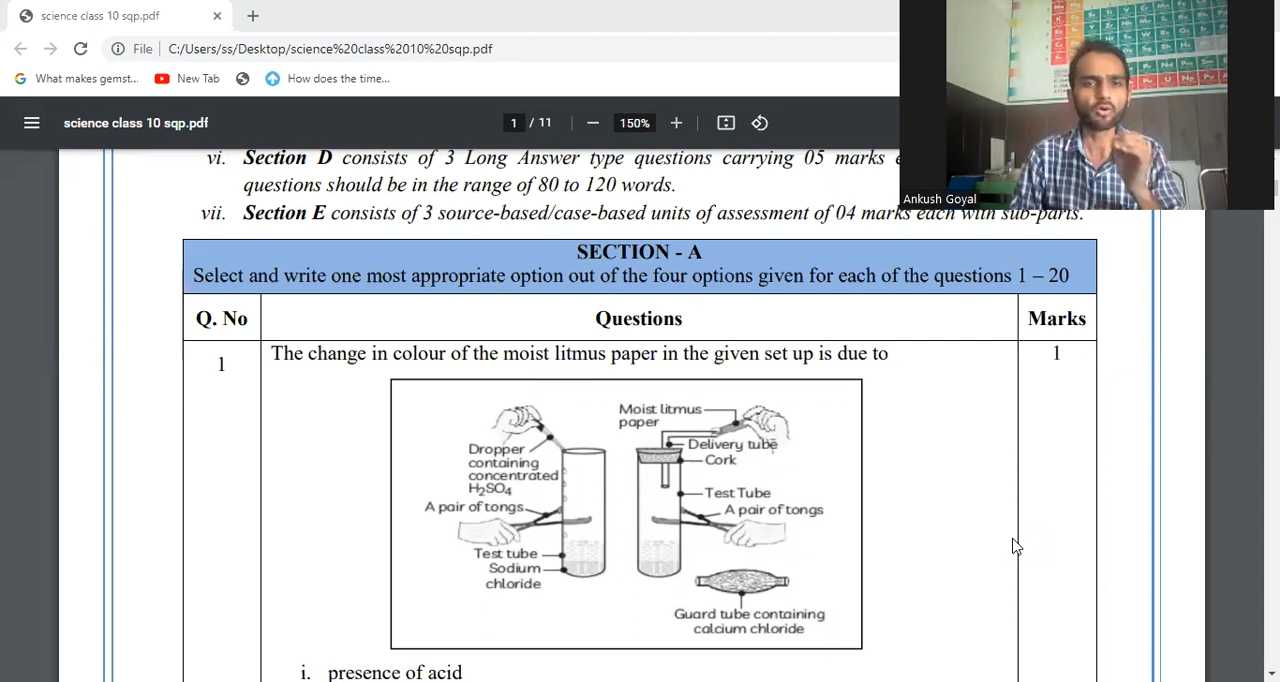 science class 10 sqp.pdf
File
C:/Users/ss/Desktop/science%20class%2010%20sqp.pdf
What makes gemst...
New Tab
How does the time...
science class 10 sqp.pdf
1 / 11
150%
vi. Section D consists of 3 Long Answer type questions carrying 05 marks
questions should be in the range of 80 to 120 words.
vii. Section E consists of 3 source-based/case-based units of assessment of 04 marks each with sub-parts.
Ankush Goyal
SECTION - A
Select and write one most appropriate option out of the four options given for each of the questions 1 – 20
Q. No
Questions
Marks
1
The change in colour of the moist litmus paper in the given set up is due to
1
Moist litmus
paper
Delivery tube
Cork
Dropper
containing
concentrated
H₂SO₄
A pair of tongs
Test Tube
A pair of tongs
Test tube
Sodium
chloride
Guard tube containing
calcium chloride
i. presence of acid